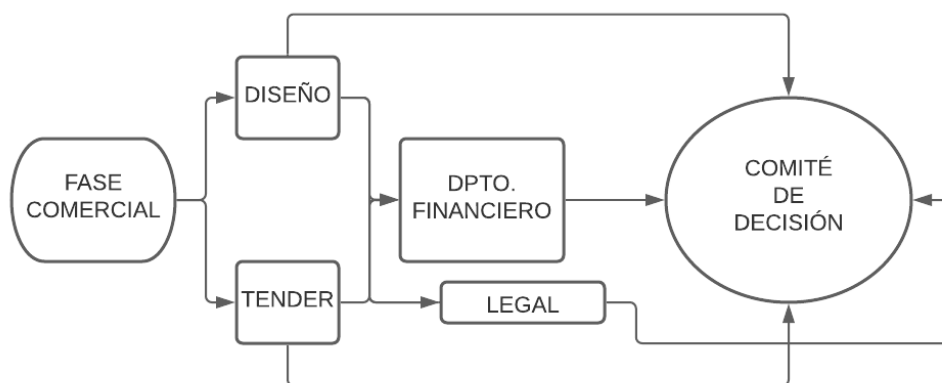 FASE
COMERCIAL
DISEÑO
TENDER
DPTO.
FINANCIERO
LEGAL
COMITÉ
DE
DECISIÓN